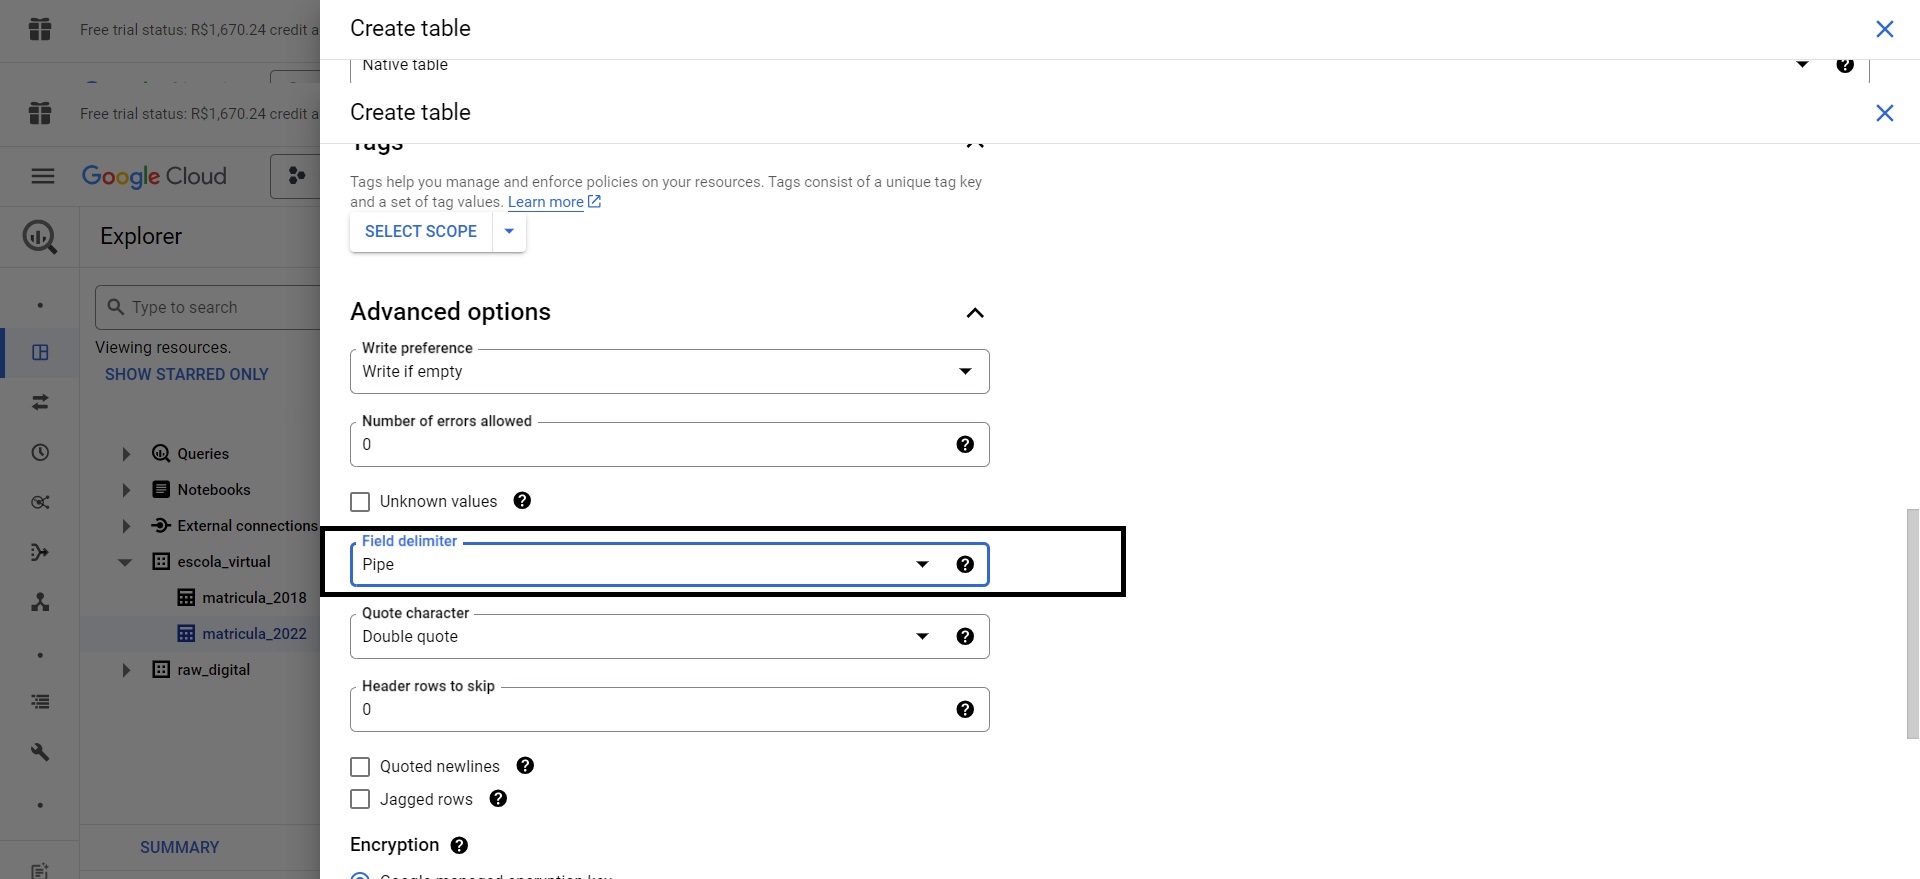 Free trial status: R$1,670.24 credit a
Create table
Native table
Free trial status: R$1,670.24 credit a
Create table
Google Cloud
Tags
Tags help you manage and enforce policies on your resources. Tags consist of a unique tag key
and a set of tag values. Learn more
SELECT SCOPE
Explorer
Type to search
Viewing resources.
SHOW STARRED ONLY
Queries
Notebooks
External connections
escola_virtual
matricula_2018
matricula_2022
raw_digital
SUMMARY
Advanced options
Write preference
Write if empty
Number of errors allowed
0
Unknown values
Field delimiter
Pipe
Quote character
Double quote
Header rows to skip
0
Quoted newlines
Jagged rows
Encryption
Google-managed encryption key